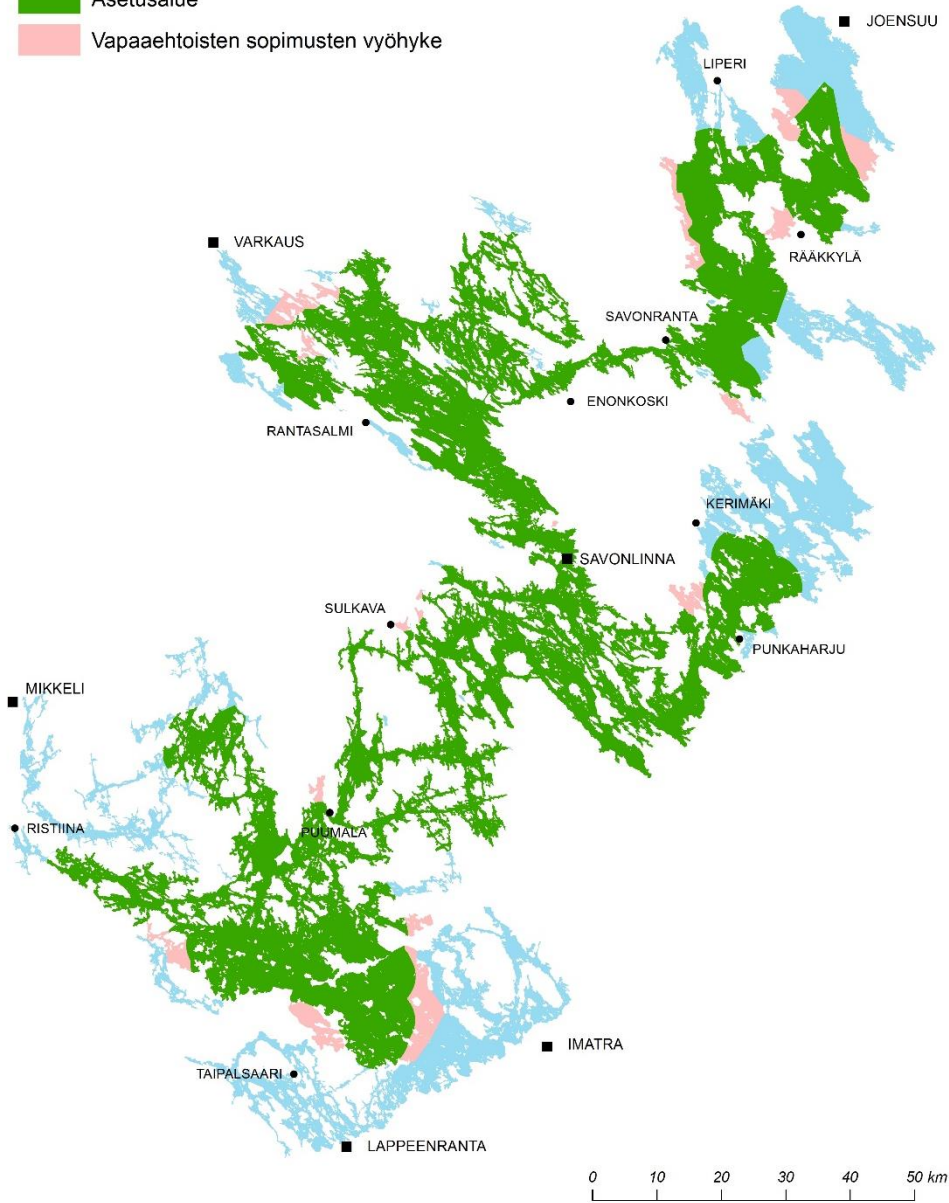 Asetusalue
Vapaaehtoisten sopimusten vyöhyke
JOENSUU
LIPERI
VARKAUS
RÄÄKKYLÄ
SAVONRANTA
ENONKOSKI
RANTASALMI
KERIMÄKI
SAVONLINNA
SULKAVA
PUNKAHARJU
MIKKELI
PUUMALA
RISTIINA
IMATRA
TAIPALSAARI
LAPPEENRANTA
0 10 20 30 40 50 km